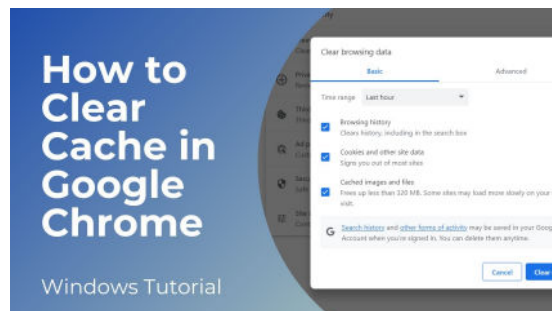 How to
Clear
Cache in
Google
Chrome
Windows Tutorial
Clear browsing data
Basic
Advanced
Time range
Last hour
Browsing history
Clears history, including in the search box
Cookies and other site data
Signs you out of most sites
Cached images and files
Frees up less than 320 MB. Some sites may load more slowly on your
visit.
G
Search history and other forms of activity may be saved in your Goog
Account when you're signed in. You can delete them anytime.
Cancel
Clear